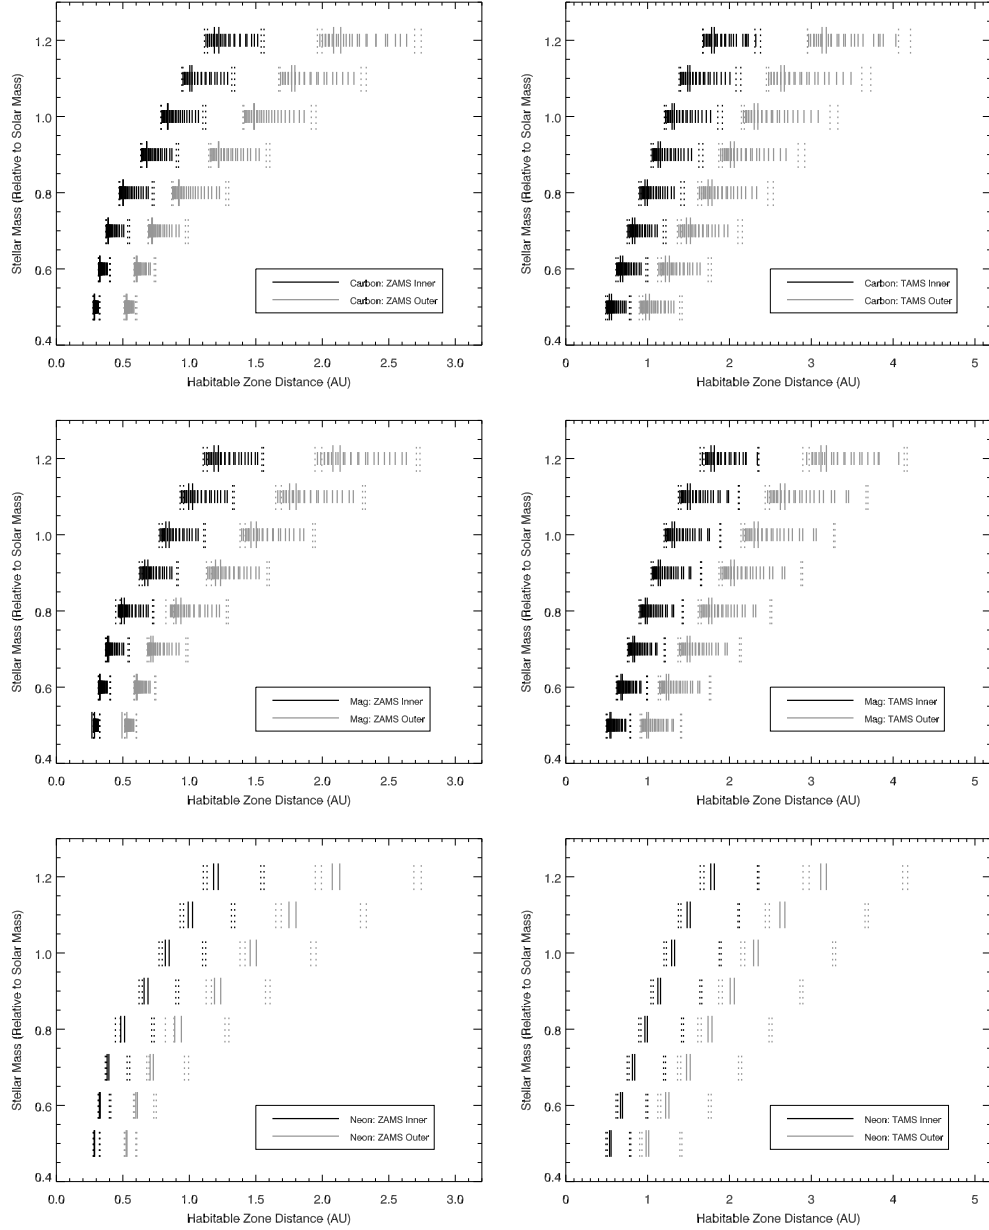 Stellar Mass (Relative to Solar Mass)
1.2
1.0
0.8
0.6
0.4
Carbon: ZAMS Inner
Carbon: ZAMS Outer
0.0 0.5 1.0 1.5 2.0 2.5 3.0
Habitable Zone Distance (AU)
Stellar Mass (Relative to Solar Mass)
1.2
1.0
0.8
0.6
0.4
Carbon: TAMS Inner
Carbon: TAMS Outer
0 1 2 3 4 5
Habitable Zone Distance (AU)
Stellar Mass (Relative to Solar Mass)
1.2
1.0
0.8
0.6
0.4
Mag: ZAMS Inner
Mag: ZAMS Outer
0.0 0.5 1.0 1.5 2.0 2.5 3.0
Habitable Zone Distance (AU)
Stellar Mass (Relative to Solar Mass)
1.2
1.0
0.8
0.6
0.4
Mag: TAMS Inner
Mag: TAMS Outer
0 1 2 3 4 5
Habitable Zone Distance (AU)
Stellar Mass (Relative to Solar Mass)
1.2
1.0
0.8
0.6
0.4
Neon: ZAMS Inner
Neon: ZAMS Outer
0.0 0.5 1.0 1.5 2.0 2.5 3.0
Habitable Zone Distance (AU)
Stellar Mass (Relative to Solar Mass)
1.2
1.0
0.8
0.6
0.4
Neon: TAMS Inner
Neon: TAMS Outer
0 1 2 3 4 5
Habitable Zone Distance (AU)